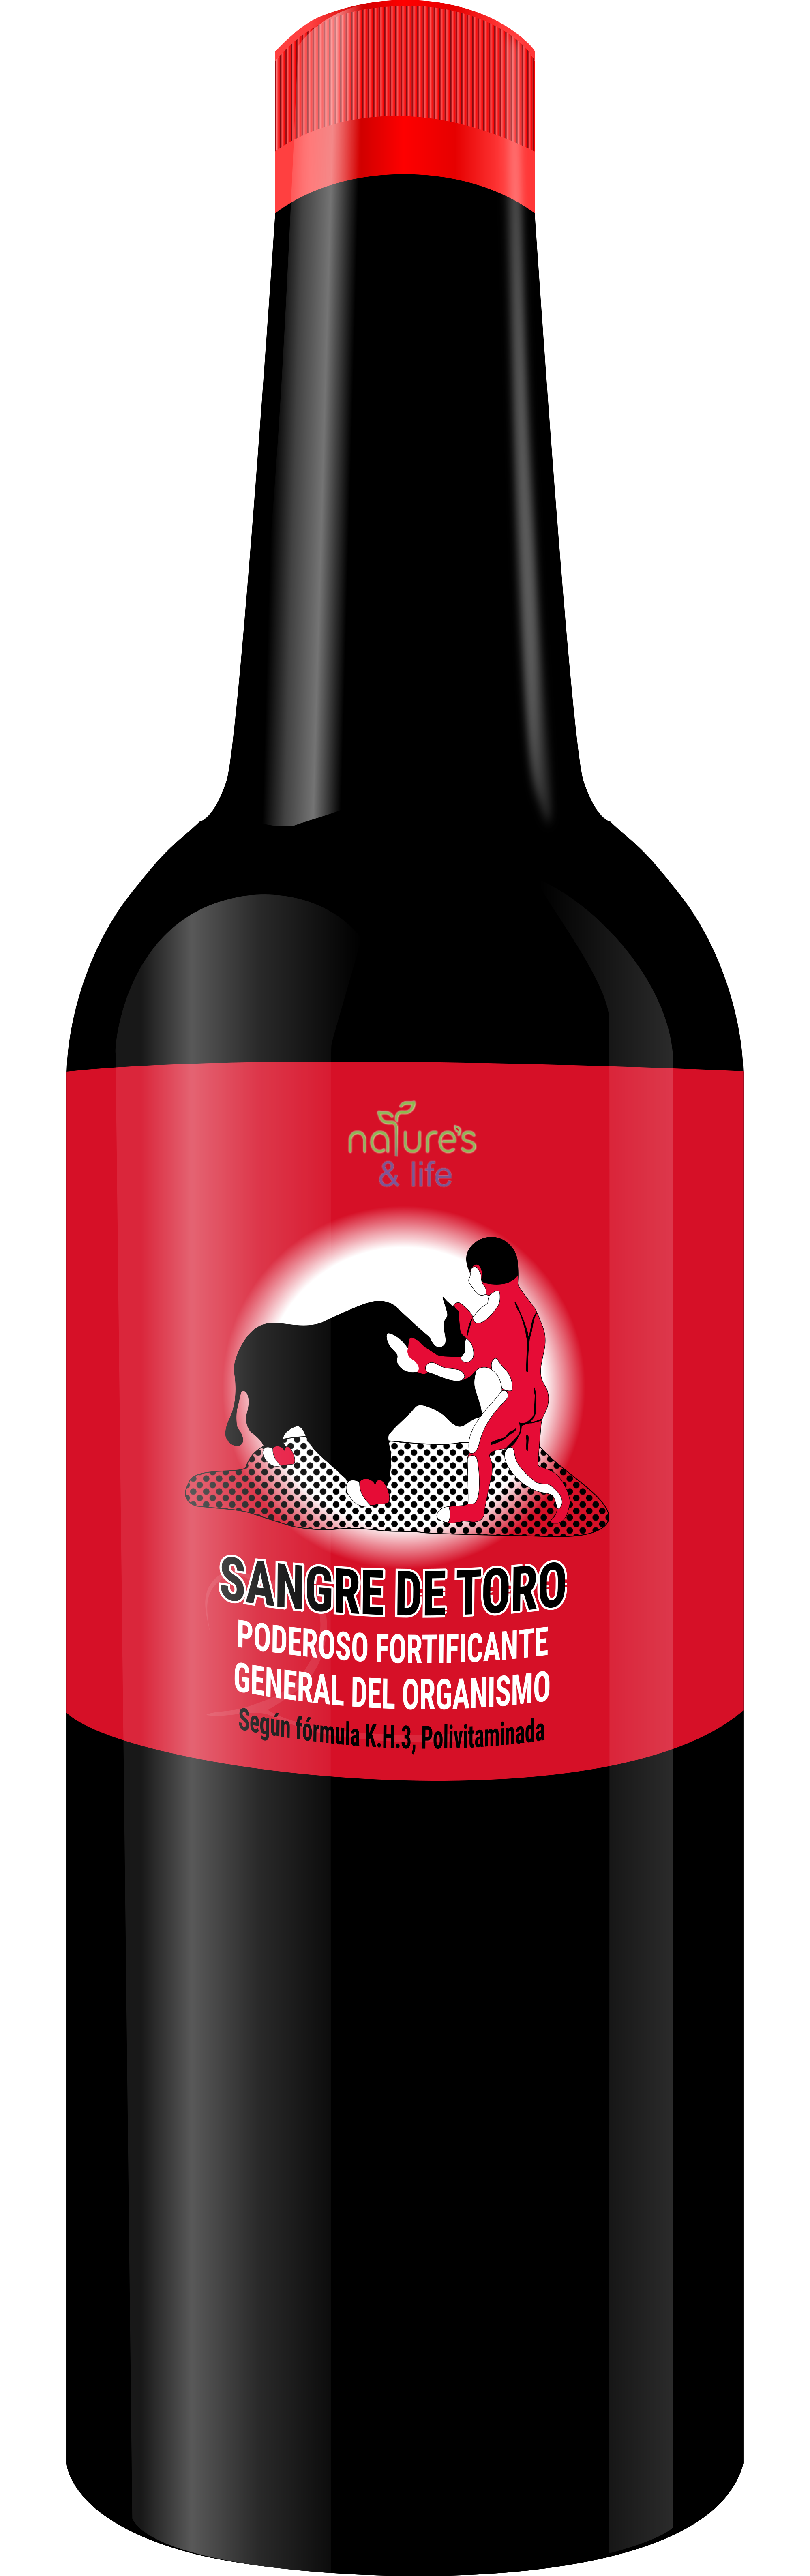 nature's
& life
SANGRE DE TORO
PODEROSO FORTIFICANTE
GENERAL DEL ORGANISMO
Según fórmula K.H.3, Polivitaminada